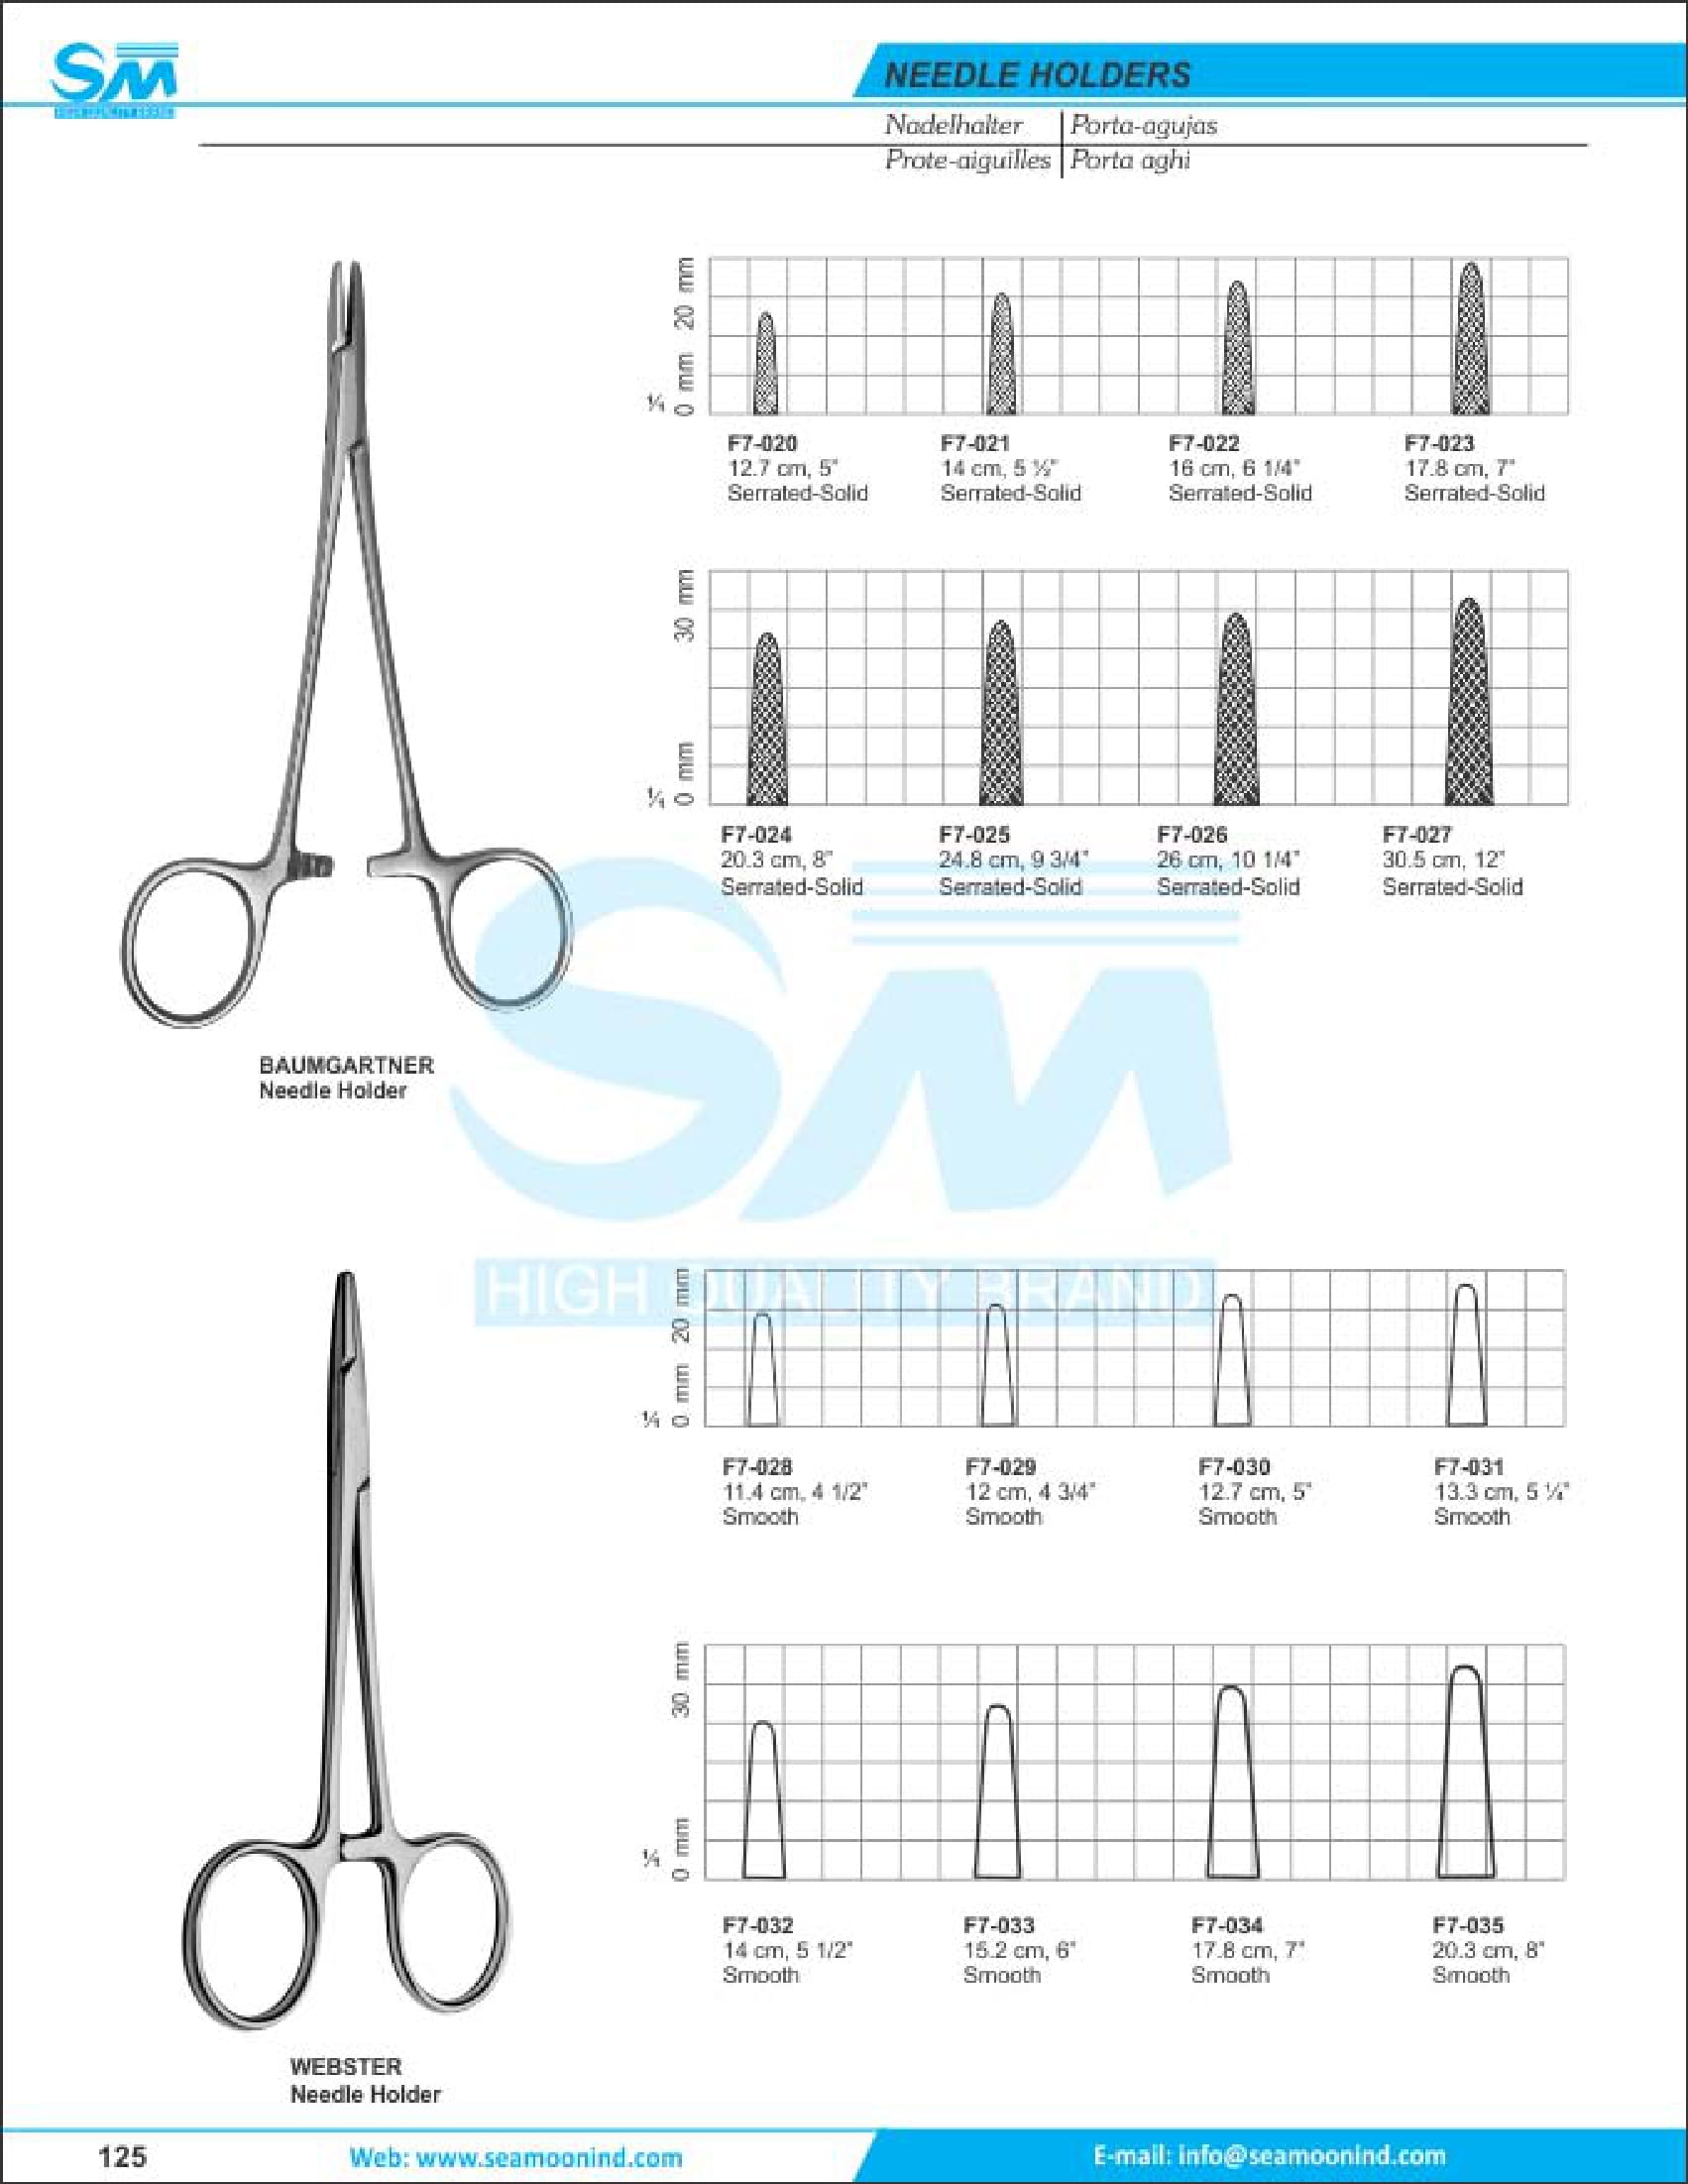 SM
NEEDLE HOLDERS
Nadelhalter
Porta-agujas
Prote-aiguilles
Porta aghi
20 mm
0 mm
¼
F7-020
12.7 cm, 5"
Serrated-Solid
F7-021
14 cm, 5 ½"
Serrated-Solid
F7-022
16 cm, 6 1/4"
Serrated-Solid
F7-023
17.8 cm, 7"
Serrated-Solid
30 mm
0 mm
F7-024
20.3 cm, 8"
Serrated-Solid
F7-025
24.8 cm, 9 3/4"
Serrated-Solid
F7-026
26 cm, 10 1/4"
Serrated-Solid
F7-027
30.5 cm, 12"
Serrated-Solid
BAUMGARTNER
Needle Holder
SM
HIGH QUALITY BRAND
20 mm
0 mm
F7-028
11.4 cm, 4 1/2"
Smooth
F7-029
12 cm, 4 3/4"
Smooth
F7-030
12.7 cm, 5"
Smooth
F7-031
13.3 cm, 5 ¼"
Smooth
30 mm
0 mm
F7-032
14 cm, 5 1/2"
Smooth
F7-033
15.2 cm, 6"
Smooth
F7-034
17.8 cm, 7"
Smooth
F7-035
20.3 cm, 8"
Smooth
WEBSTER
Needle Holder
125
Web: www.seamoonind.com
E-mail: info@seamoonind.com